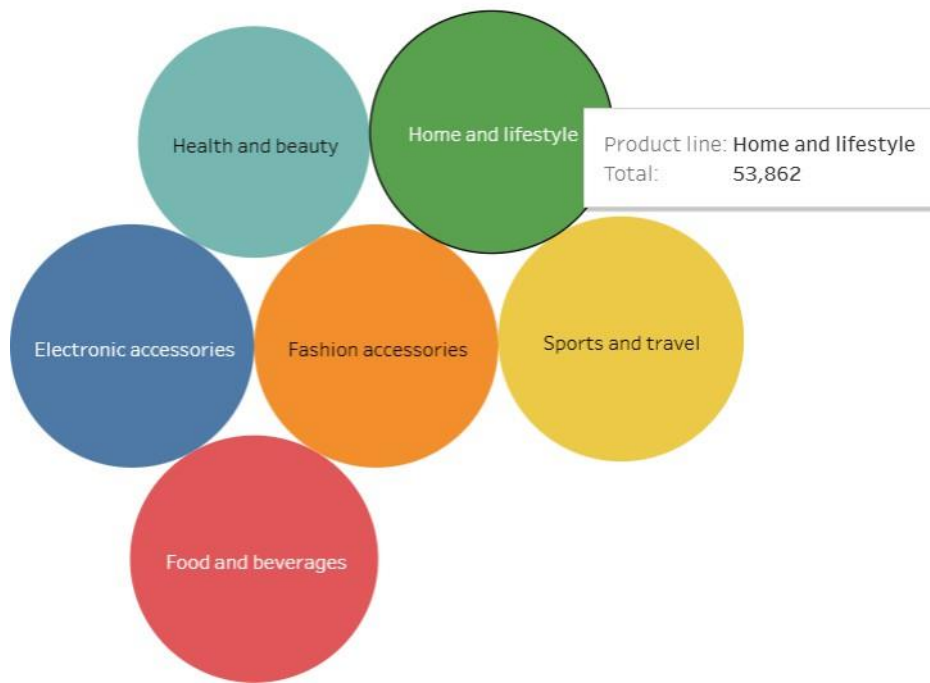 Health and beauty
Home and lifestyle
Product line: Home and lifestyle
Total: 53,862
Electronic accessories
Fashion accessories
Sports and travel
Food and beverages